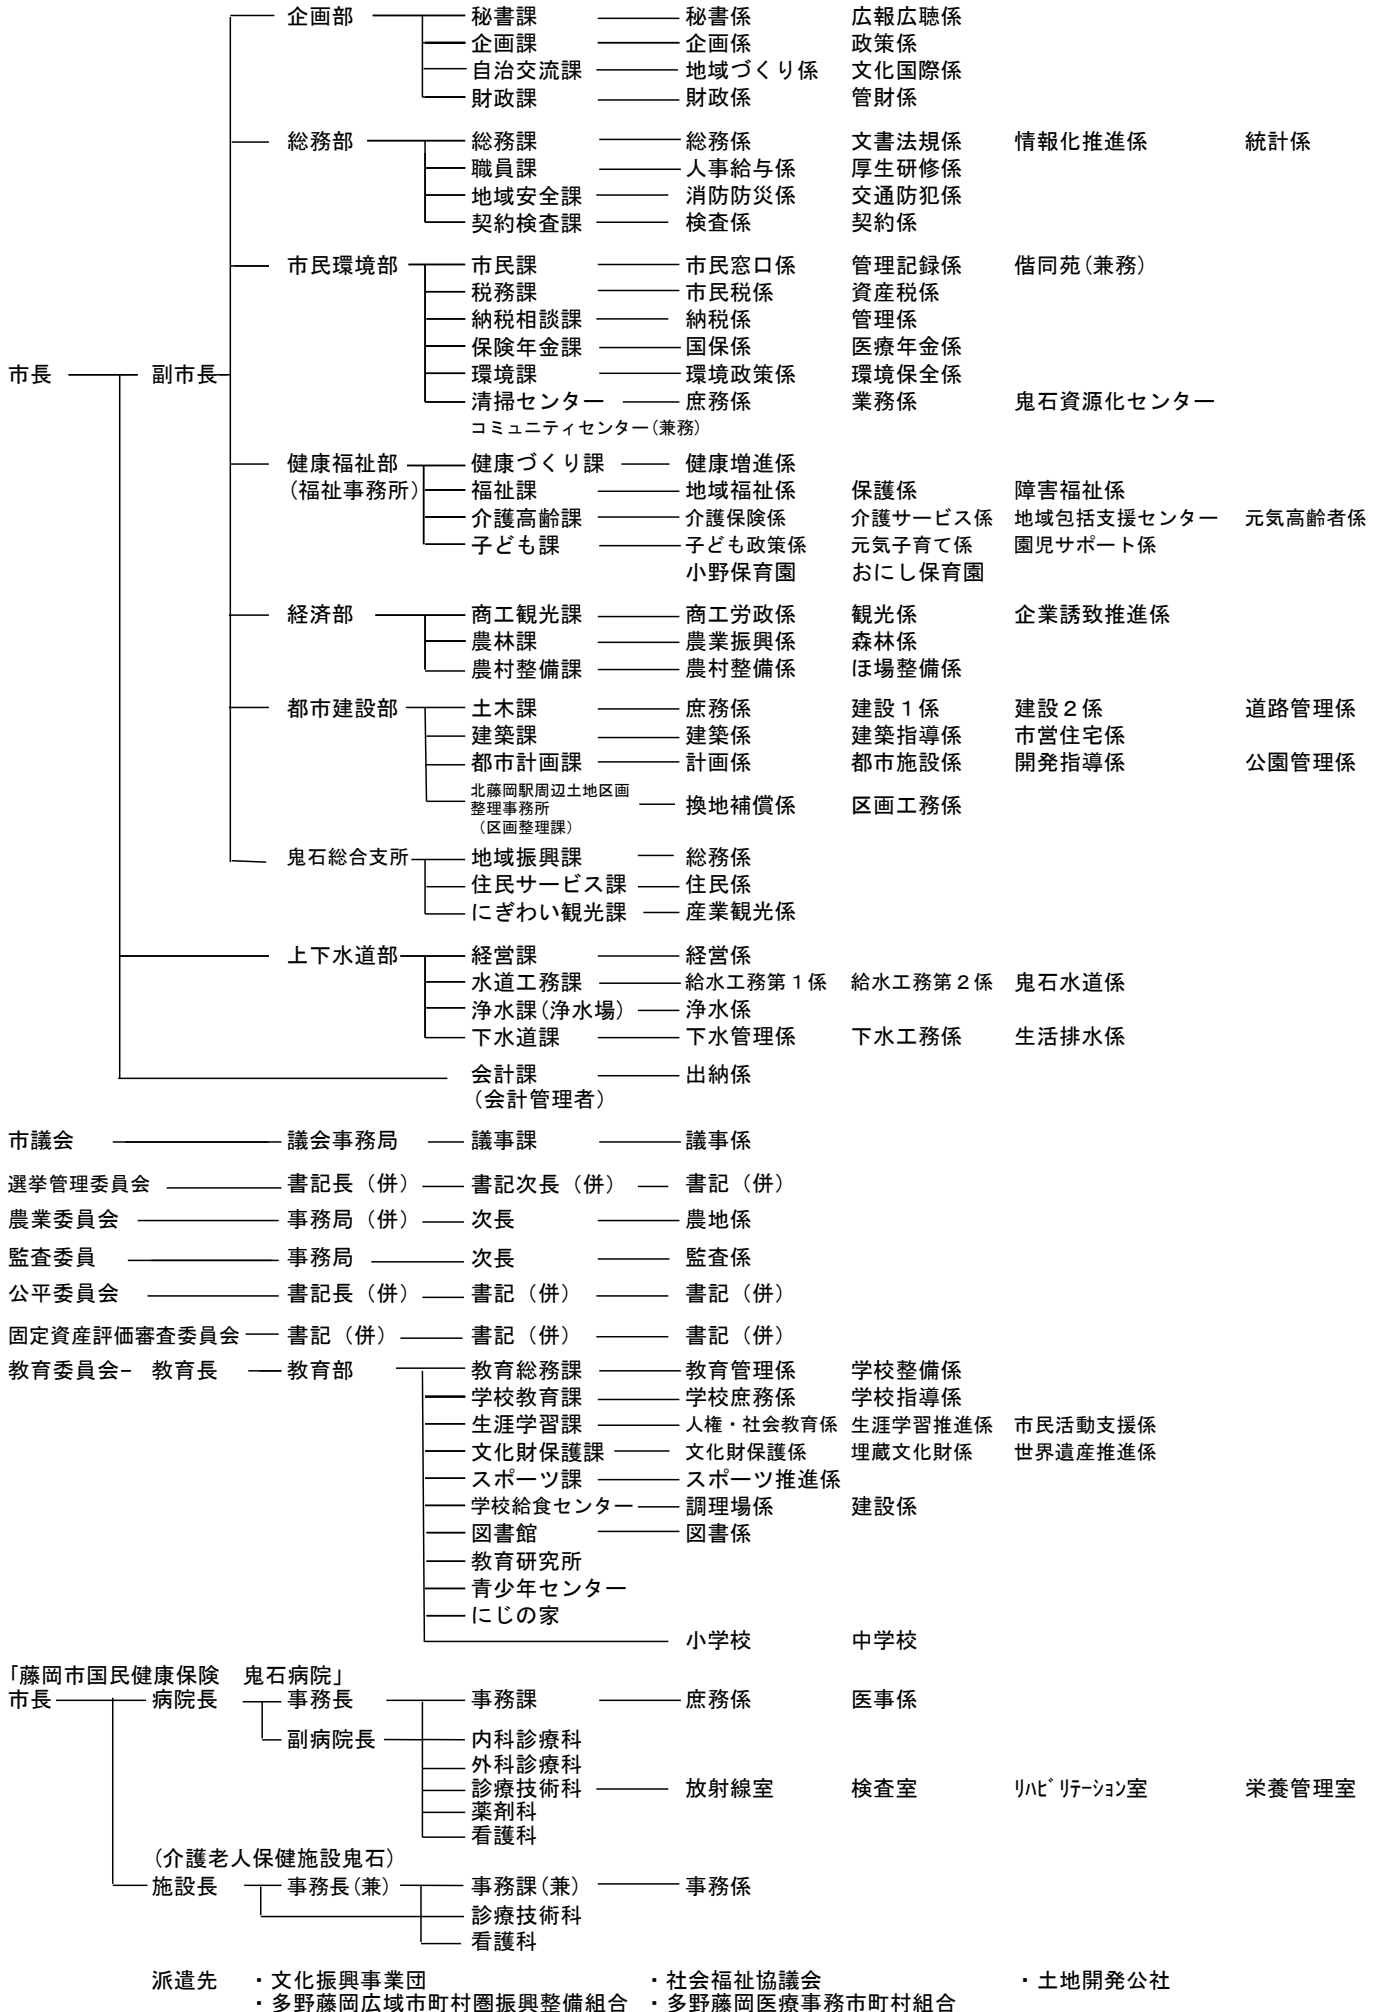 企画部 秘書課 秘書係 広報広聴係
企画課 企画係 政策係
自治交流課 地域づくり係 文化国際係
財政課 財政係 管財係
総務部 総務課 総務係 文書法規係 情報化推進係 統計係
職員課 人事給与係 厚生研修係
地域安全課 消防防災係 交通防犯係
契約検査課 検査係 契約係
市民環境部 市民課 市民窓口係 管理記録係 偕同苑(兼務)
税務課 市民税係 資産税係
納税相談課 納税係 管理係
保険年金課 国保係 医療年金係
市長 副市長 環境課 環境政策係 環境保全係
清掃センター 庶務係 業務係 鬼石資源化センター
コミュニティセンター(兼務)
健康福祉部 健康づくり課 健康増進係
(福祉事務所) 福祉課 地域福祉係 保護係 障害福祉係
介護高齢課 介護保険係 介護サービス係 地域包括支援センター 元気高齢者係
子ども課 子ども政策係 元気子育て係 園児サポート係
小野保育園 おにし保育園
経済部 商工観光課 商工労政係 観光係 企業誘致推進係
農林課 農業振興係 森林係
農村整備課 農村整備係 ほ場整備係
都市建設部 土木課 庶務係 建設1係 建設2係 道路管理係
建築課 建築係 建築指導係 市営住宅係
都市計画課 計画係 都市施設係 開発指導係 公園管理係
北藤岡駅周辺土地区画
整理事務所 換地補償係 区画工務係
(区画整理課)
鬼石総合支所 地域振興課 総務係
住民サービス課 住民係
にぎわい観光課 産業観光係
上下水道部 経営課 経営係
水道工務課 給水工務第1係 給水工務第2係 鬼石水道係
浄水課(浄水場) 浄水係
下水道課 下水管理係 下水工務係 生活排水係
会計課 出納係
(会計管理者)
市議会 議会事務局 議事課 議事係
選挙管理委員会 書記長(併) 書記次長(併) 書記(併)
農業委員会 事務局(併) 次長 農地係
監査委員 事務局 次長 監査係
公平委員会 書記長(併) 書記(併) 書記(併)
固定資産評価審査委員会 書記(併) 書記(併) 書記(併)
教育委員会 教育長 教育部 教育総務課 教育管理係 学校整備係
学校教育課 学校庶務係 学校指導係
生涯学習課 人権・社会教育係 生涯学習推進係 市民活動支援係
文化財保護課 文化財保護係 埋蔵文化財係 世界遺産推進係
スポーツ課 スポーツ推進係
学校給食センター 調理場係 建設係
図書館 図書係
教育研究所
青少年センター
にじの家
小学校 中学校
「藤岡市国民健康保険 鬼石病院」
市長 病院長 事務長 事務課 庶務係 医事係
副病院長 内科診療科
外科診療科
診療技術科 放射線室 検査室 ﾘﾊﾋﾞﾘﾃｰｼｮﾝ室 栄養管理室
薬剤科
看護科
(介護老人保健施設鬼石)
施設長 事務長(兼) 事務課(兼) 事務係
診療技術科
看護科
派遣先 ・文化振興事業団 ・社会福祉協議会 ・土地開発公社
・多野藤岡広域市町村圏振興整備組合 ・多野藤岡医療事務市町村組合